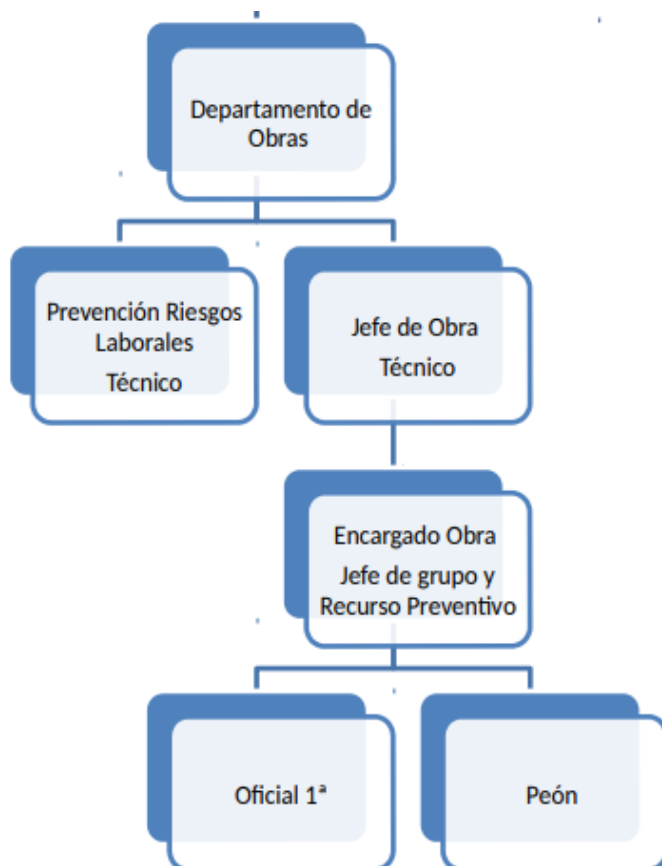 Departamento de
Obras
Prevención Riesgos
Laborales
Técnico
Jefe de Obra
Técnico
Encargado Obra
Jefe de grupo y
Recurso Preventivo
Oficial 1ª
Peón